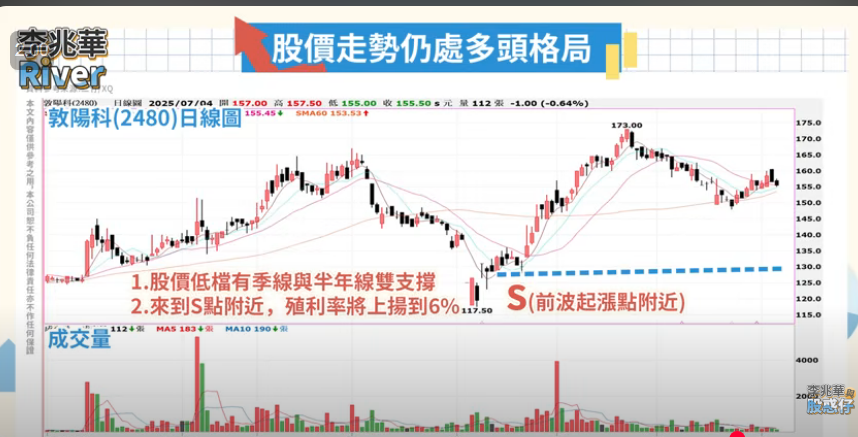 股價走勢仍處多頭格局
李兆華
River
XQ
敦陽科(2480) 日線圖 2025/07/04 開 157.00 高 157.50 低 155.00 收 155.50 s 元 量 112 張 -1.00 (-0.64%)
敦陽科(2480)日線圖
155.45↓ SMA60 153.53↑
175.0
173.00
170.0
165.0
160.0
155.0
150.0
145.0
140.0
135.0
130.0
125.0
120.0
115.0
1.股價低檔有季線與半年線雙支撐
2.來到S點附近，殖利率將上揚到6%
S(前波起漲點附近)
117.50
112↓張 MA5 183↓張 MA10 190↓張
成交量
4000
2000
李兆華與
股惑仔
本文內容僅供參考之用,本公司恕不負任何法律責任亦不作任何保證